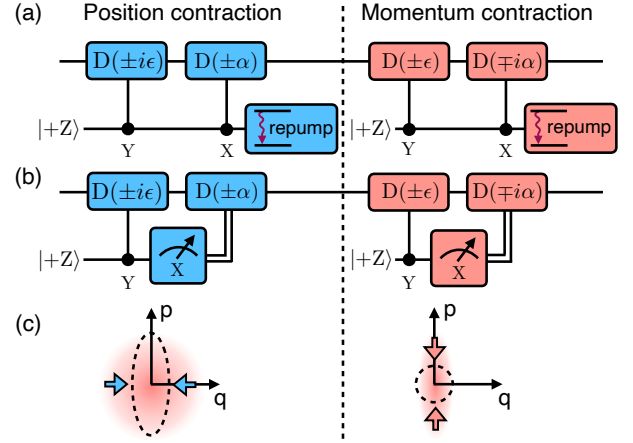 Position contraction
Momentum contraction
(a)
D(±iϵ)
D(±α)
D(±ϵ)
D(∓iα)
|+Z⟩
Y
X
repump
|+Z⟩
Y
X
repump
(b)
D(±iϵ)
D(±α)
D(±ϵ)
D(∓iα)
|+Z⟩
Y
X
|+Z⟩
Y
X
(c)
p
q
p
q